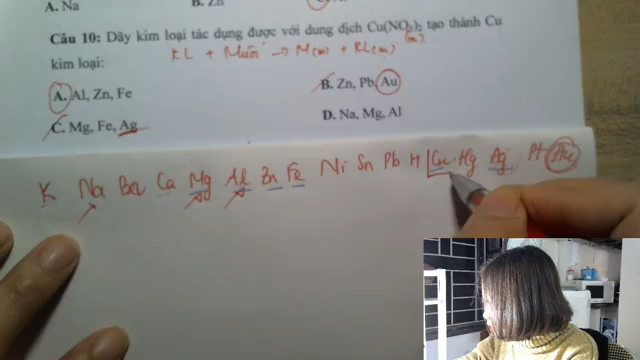 A. Na B. Zn
Câu 10: Dãy kim loại tác dụng được với dung dịch Cu(NO3)2 tạo thành Cu
(m)
KL + Muối → M(m) + KL(m)
kim loại:
A. Al, Zn, Fe B. Zn, Pb, Au
C. Mg, Fe, Ag D. Na, Mg, Al
K Na Ba Ca Mg Al Zn Fe Ni Sn Pb H Cu Hg Ag Pt Au